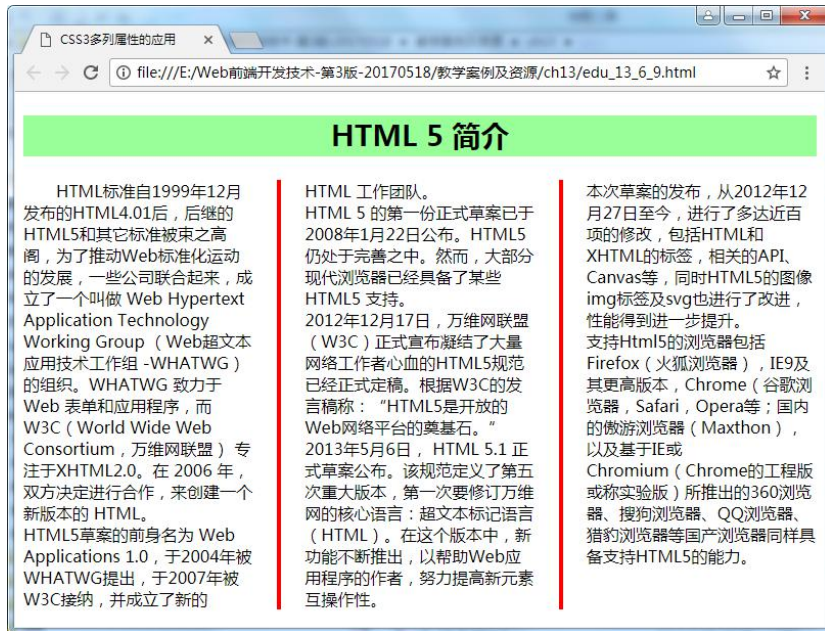 CSS3多列属性的应用
file:///E:/Web前端开发技术-第3版-20170518/教学案例及资源/ch13/edu_13_6_9.html
HTML 5 简介
HTML标准自1999年12月
发布的HTML4.01后，后继的
HTML5和其它标准被束之高
阁，为了推动Web标准化运动
的发展，一些公司联合起来，成
立了一个叫做 Web Hypertext
Application Technology
Working Group （Web超文本
应用技术工作组 -WHATWG）
的组织。WHATWG 致力于
Web 表单和应用程序，而
W3C（World Wide Web
Consortium，万维网联盟） 专
注于XHTML2.0。在 2006 年，
双方决定进行合作，来创建一个
新版本的 HTML。
HTML5草案的前身名为 Web
Applications 1.0，于2004年被
WHATWG提出，于2007年被
W3C接纳，并成立了新的
HTML 工作团队。
HTML 5 的第一份正式草案已于
2008年1月22日公布。HTML5
仍处于完善之中。然而，大部分
现代浏览器已经具备了某些
HTML5 支持。
2012年12月17日，万维网联盟
（W3C）正式宣布凝结了大量
网络工作者心血的HTML5规范
已经正式定稿。根据W3C的发
言稿称：“HTML5是开放的
Web网络平台的奠基石。“
2013年5月6日， HTML 5.1 正
式草案公布。该规范定义了第五
次重大版本，第一次要修订万维
网的核心语言：超文本标记语言
（HTML）。在这个版本中，新
功能不断推出，以帮助Web应
用程序的作者，努力提高新元素
互操作性。
本次草案的发布，从2012年12
月27日至今，进行了多达近百
项的修改，包括HTML和
XHTML的标签，相关的API、
Canvas等，同时HTML5的图像
img标签及svg也进行了改进，
性能得到进一步提升。
支持Html5的浏览器包括
Firefox（火狐浏览器），IE9及
其更高版本，Chrome（谷歌浏
览器，Safari，Opera等；国内
的傲游浏览器（Maxthon），
以及基于IE或
Chromium（Chrome的工程版
或称实验版）所推出的360浏览
器、搜狗浏览器、QQ浏览器、
猎豹浏览器等国产浏览器同样具
备支持HTML5的能力。